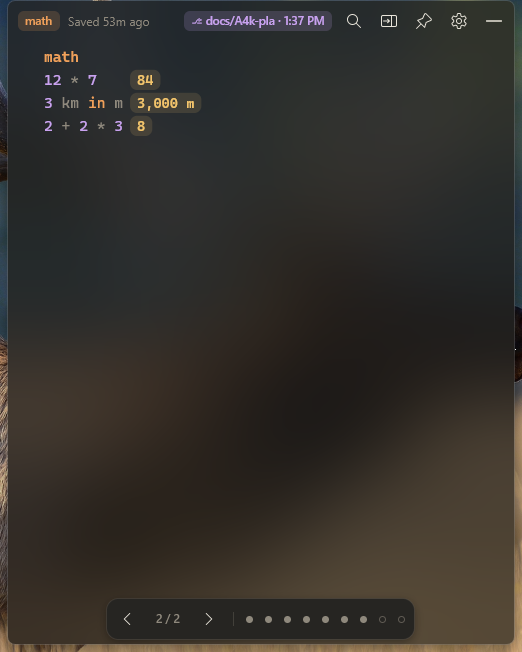 math Saved 53m ago docs/A4k-pla · 1:37 PM
math
12 * 7 84
3 km in m 3,000 m
2 + 2 * 3 8
2/2